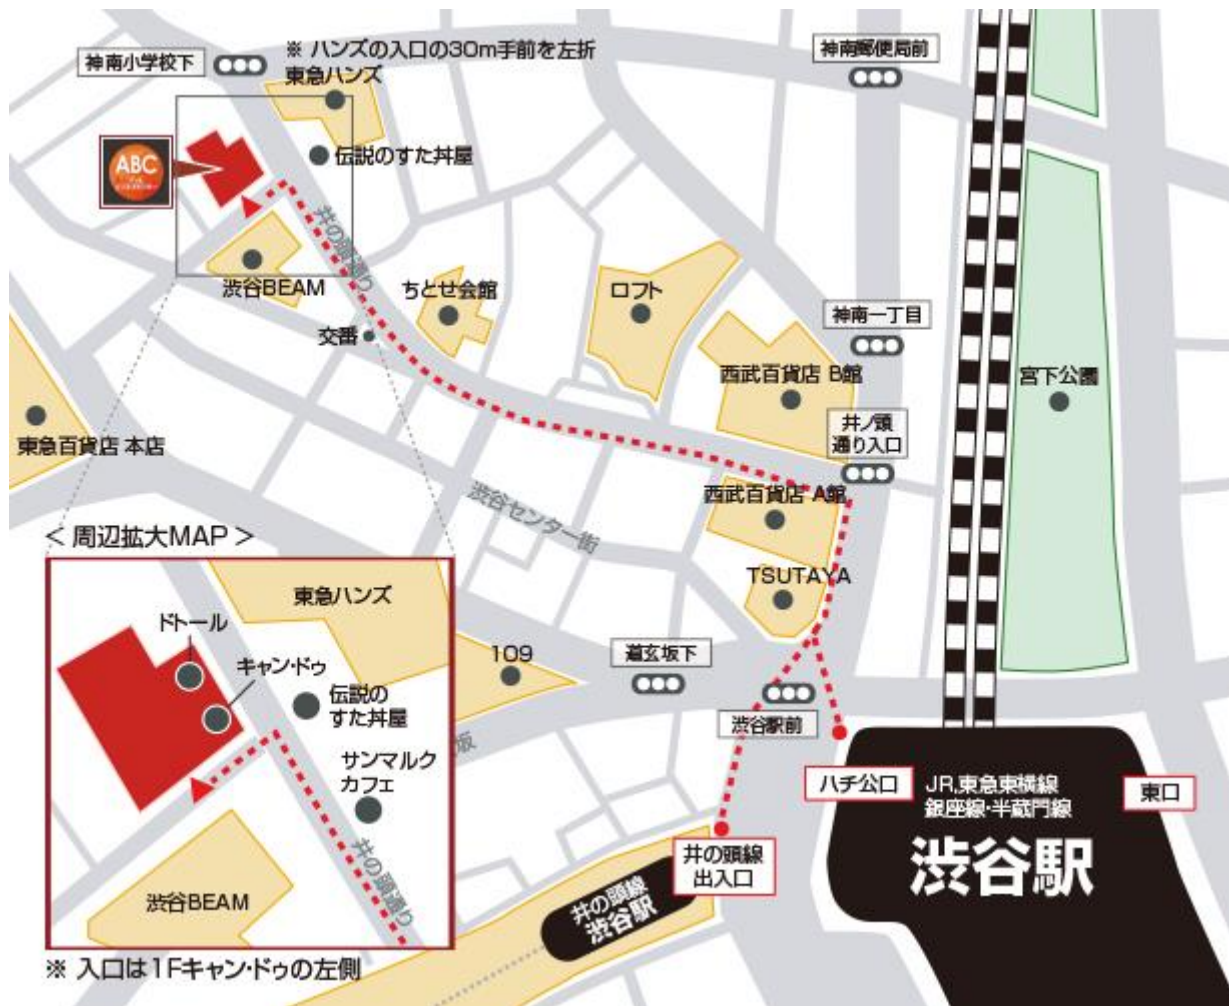 ※ ハンズの入口の30m手前を左折
神南小学校下
東急ハンズ
神南郵便局前
ABC
伝説のすた丼屋
井の頭通り
渋谷BEAM
ちとせ会館
ロフト
交番
神南一丁目
西武百貨店 B館
宮下公園
井ノ頭
通り入口
東急百貨店 本店
西武百貨店 A館
渋谷センター街
TSUTAYA
< 周辺拡大MAP >
東急ハンズ
ドトール
キャン・ドゥ
伝説の
すた丼屋
サンマルク
カフェ
井の頭通り
渋谷BEAM
109
道玄坂下
渋谷駅前
坂
ハチ公口
JR,東急東横線
銀座線・半蔵門線
渋谷駅
東口
井の頭線
出入口
井の頭線
渋谷駅
※ 入口は1Fキャン・ドゥの左側